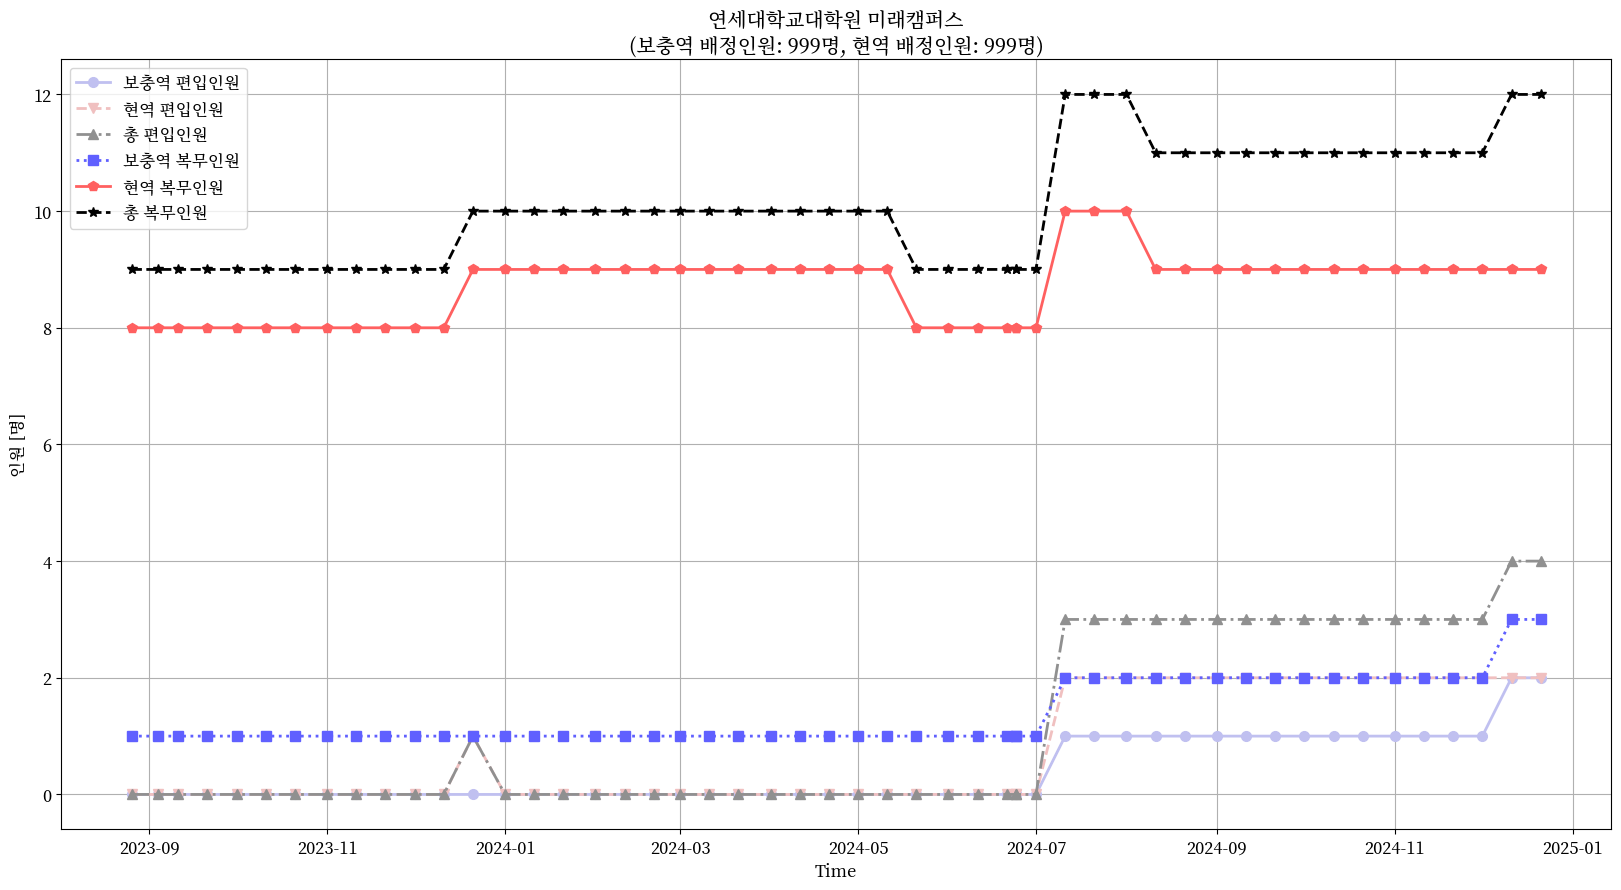 연세대학교대학원 미래캠퍼스
(보충역 배정인원: 999명, 현역 배정인원: 999명)
보충역 편입인원
현역 편입인원
총 편입인원
보충역 복무인원
현역 복무인원
총 복무인원
12
10
8
6
4
2
0
인원 [명]
2023-09
2023-11
2024-01
2024-03
2024-05
2024-07
2024-09
2024-11
2025-01
Time